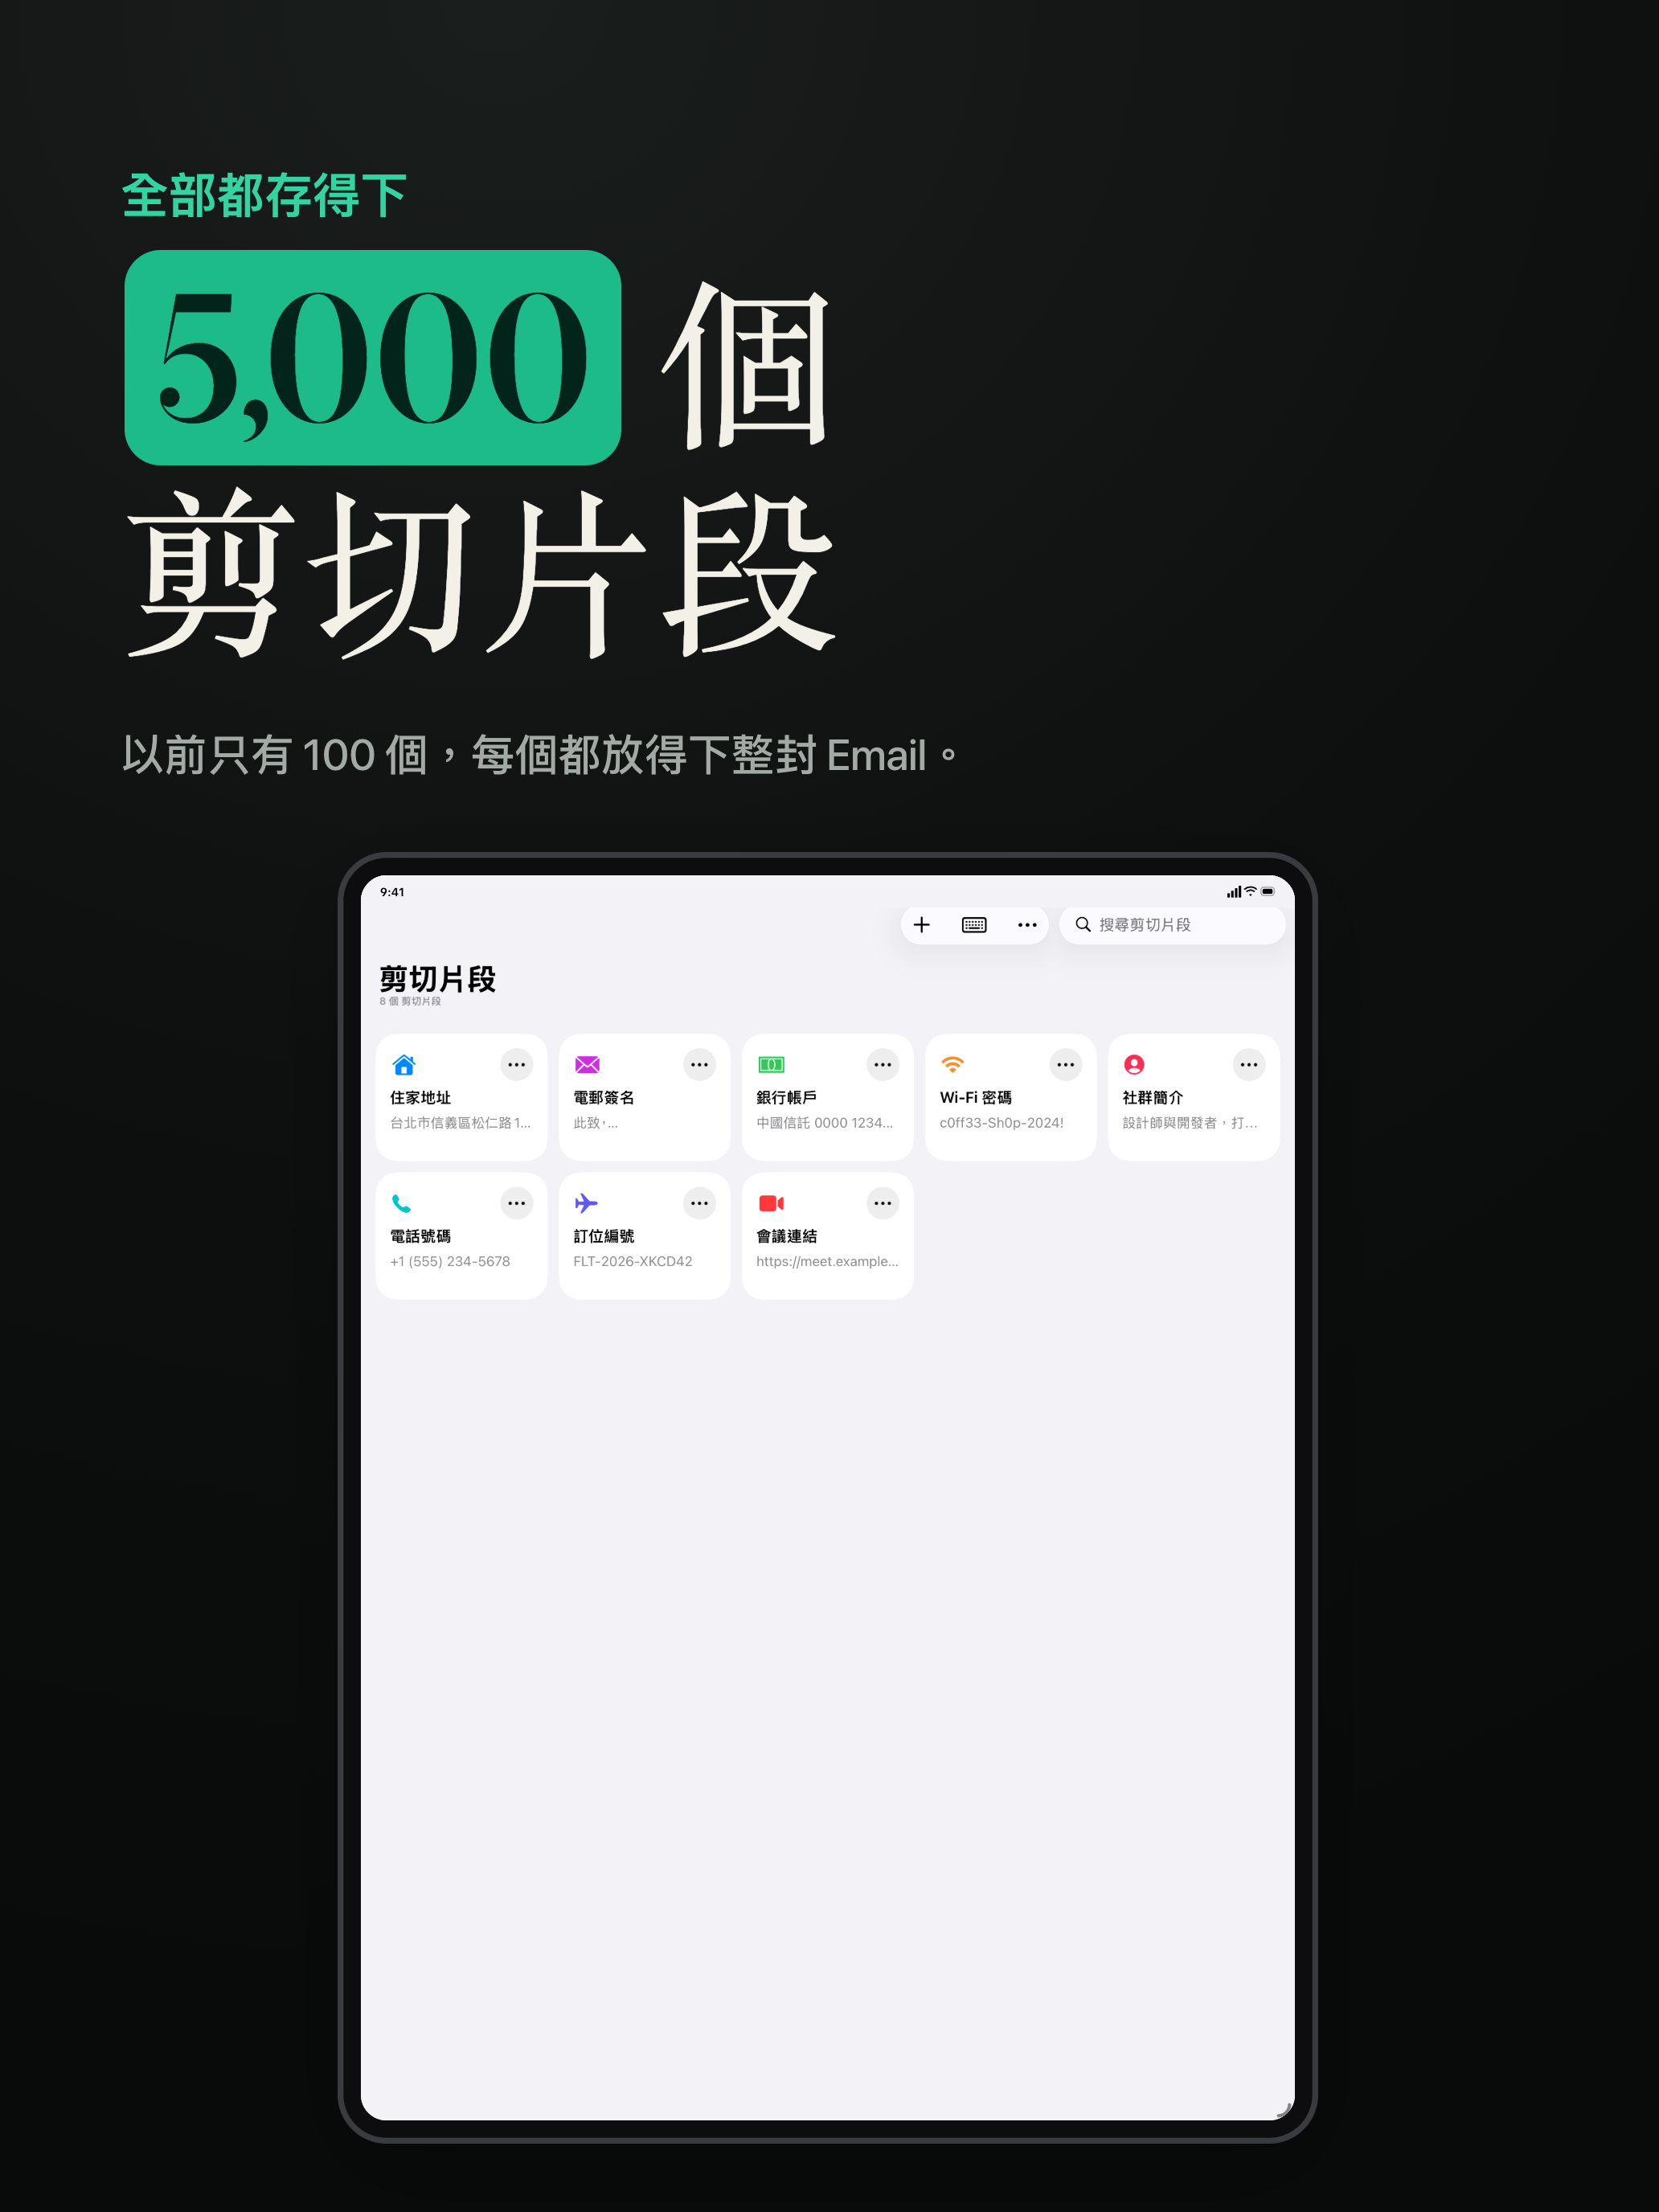 全部都存得下
5,000 個
剪切片段
以前只有 100 個，每個都放得下整封 Email。
9:41
搜尋剪切片段
剪切片段
8 個 剪切片段
住家地址
台北市信義區松仁路 1...
電郵簽名
此致，...
銀行帳戶
中國信託 0000 1234...
Wi-Fi 密碼
c0ff33-Sh0p-2024!
社群簡介
設計師與開發者，打...
電話號碼
+1 (555) 234-5678
訂位編號
FLT-2026-XKCD42
會議連結
https://meet.example...